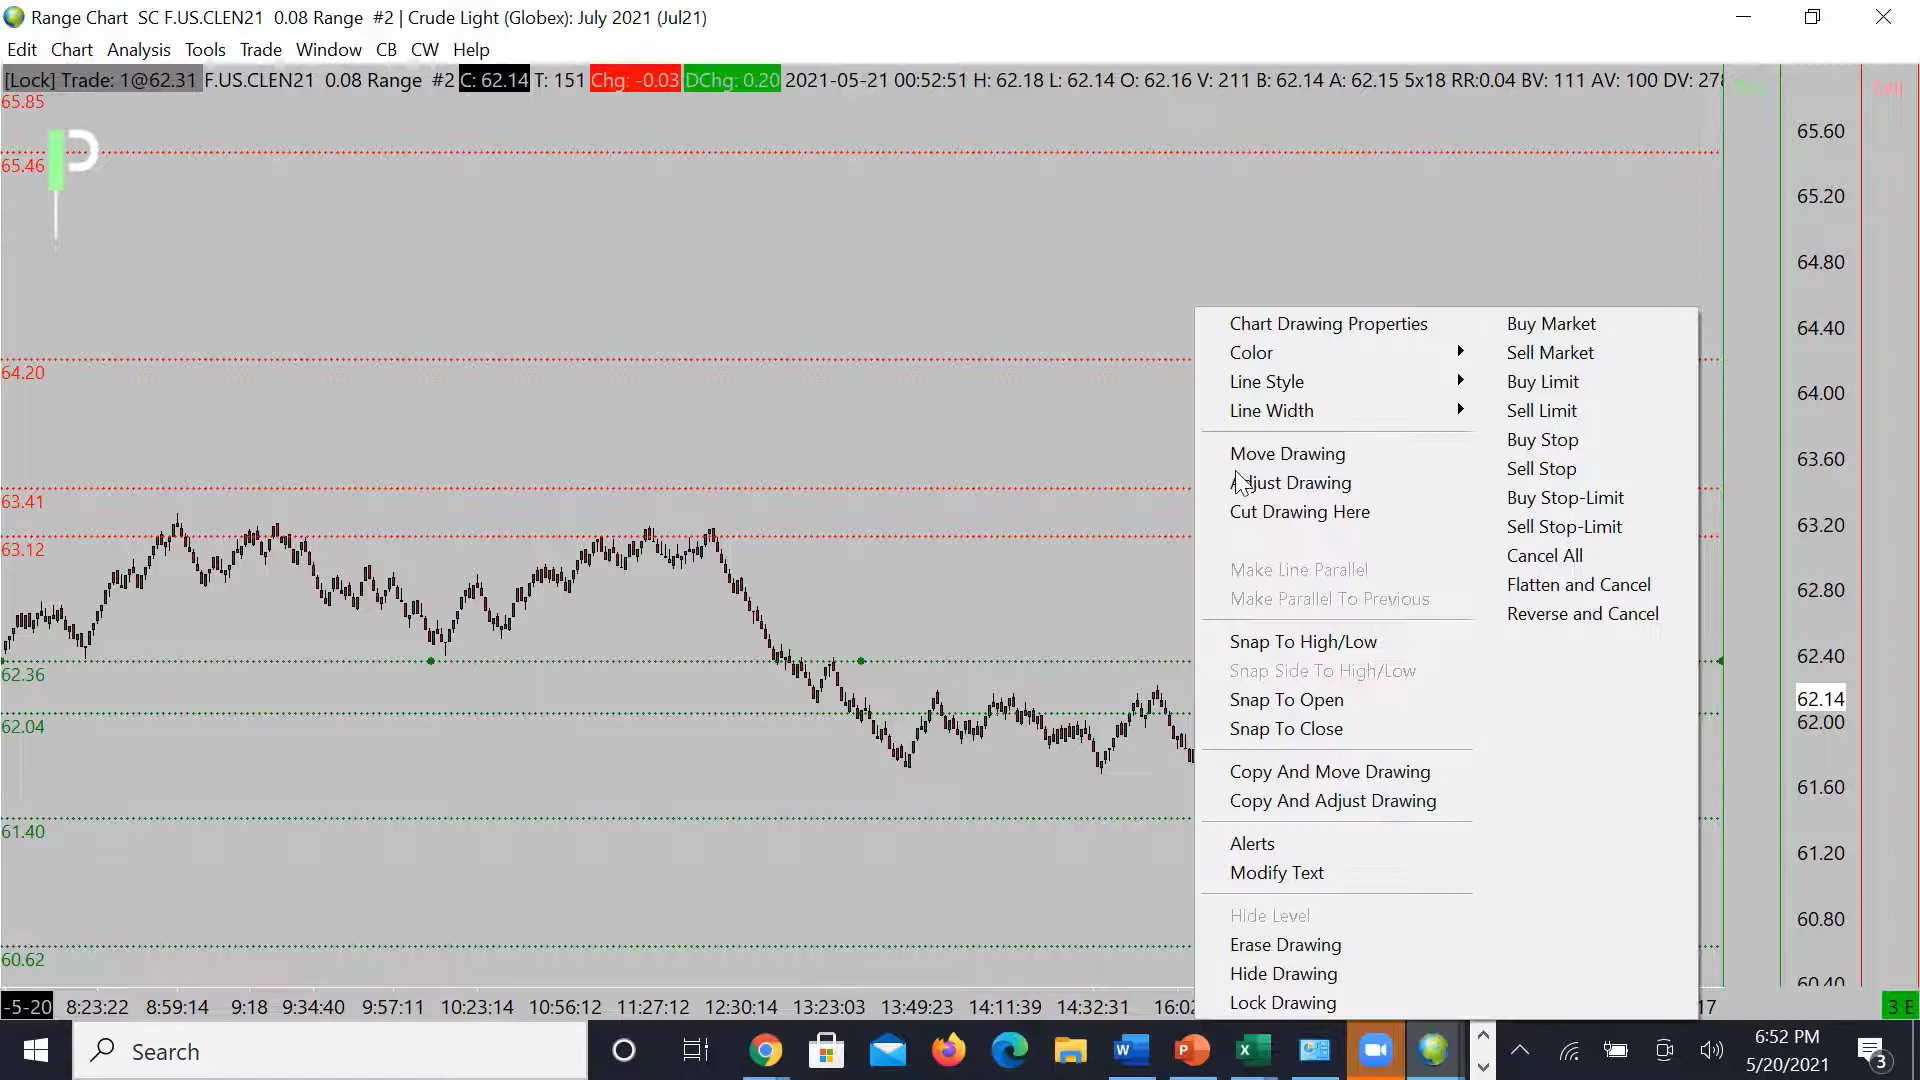 Range Chart SC F.US.CLEN21 0.08 Range #2 | Crude Light (Globex): July 2021 (Jul21)
Edit Chart Analysis Tools Trade Window CB CW Help
[Lock] Trade: 1@62.31 F.US.CLEN21 0.08 Range #2 C: 62.14 T: 151 Chg: -0.03 DChg: 0.20 2021-05-21 00:52:51 H: 62.18 L: 62.14 O: 62.16 V: 211 B: 62.14 A: 62.15 5x18 RR:0.04 BV: 111 AV: 100 DV: 278
Buy
Sell
65.85
65.46
64.20
63.41
63.12
62.36
62.04
61.40
60.62
P
Chart Drawing Properties
Color
Line Style
Line Width
Move Drawing
Adjust Drawing
Cut Drawing Here
Make Line Parallel
Make Parallel To Previous
Snap To High/Low
Snap Side To High/Low
Snap To Open
Snap To Close
Copy And Move Drawing
Copy And Adjust Drawing
Alerts
Modify Text
Hide Level
Erase Drawing
Hide Drawing
Lock Drawing
Buy Market
Sell Market
Buy Limit
Sell Limit
Buy Stop
Sell Stop
Buy Stop-Limit
Sell Stop-Limit
Cancel All
Flatten and Cancel
Reverse and Cancel
65.60
65.20
64.80
64.40
64.00
63.60
63.20
62.80
62.40
62.14
62.00
61.60
61.20
60.80
60.40
-5-20 8:23:22 8:59:14 9:18 9:34:40 9:57:11 10:23:14 10:56:12 11:27:12 12:30:14 13:23:03 13:49:23 14:11:39 14:32:31 16:02 17
3 E
Search
6:52 PM
5/20/2021
3